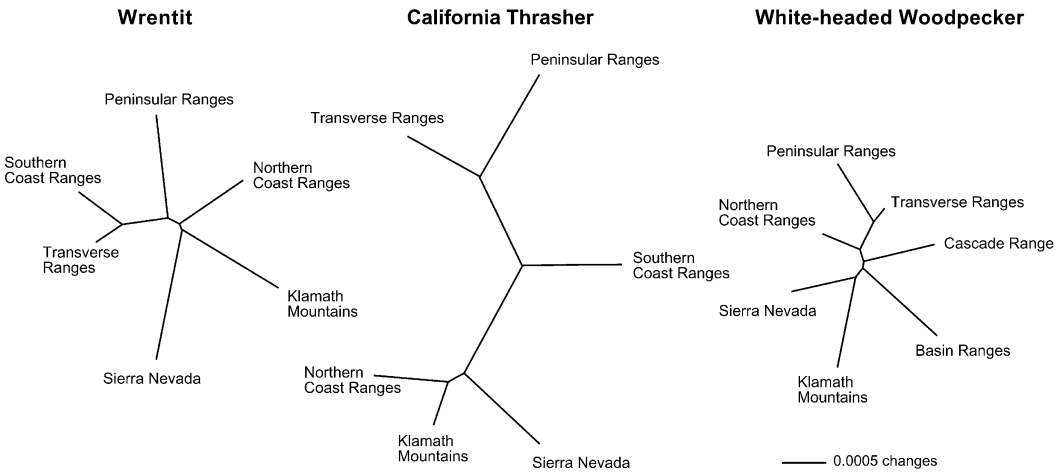 Wrentit
Peninsular Ranges
Southern
Coast Ranges
Northern
Coast Ranges
Transverse
Ranges
Klamath
Mountains
Sierra Nevada
California Thrasher
Peninsular Ranges
Transverse Ranges
Southern
Coast Ranges
Northern
Coast Ranges
Klamath
Mountains
Sierra Nevada
White-headed Woodpecker
Peninsular Ranges
Northern
Coast Ranges
Transverse Ranges
Cascade Range
Sierra Nevada
Basin Ranges
Klamath
Mountains
0.0005 changes